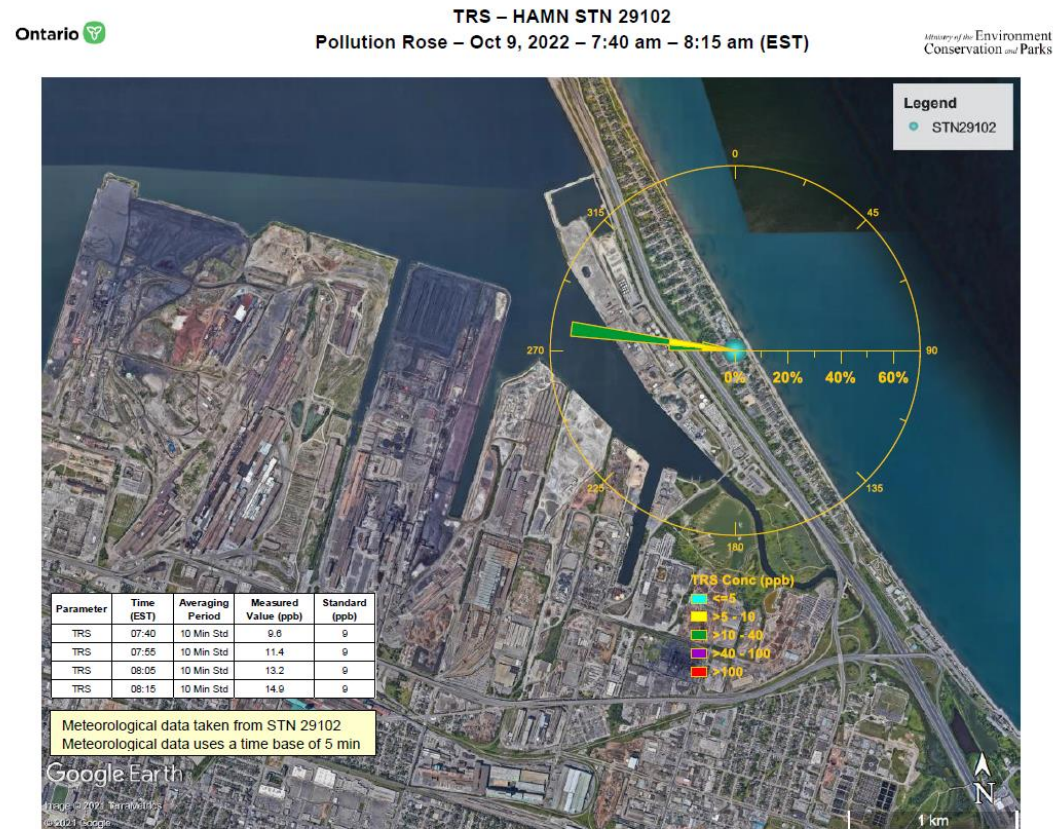 Ontario
TRS – HAMN STN 29102
Pollution Rose – Oct 9, 2022 – 7:40 am – 8:15 am (EST)
Ministry of the Environment
Conservation and Parks
Legend
STN29102
0
45
90
135
180
225
270
315
0% 20% 40% 60%
TRS Conc (ppb)
<=5
>5 - 10
>10 - 40
>40 - 100
>100
Parameter Time (EST) Averaging Period Measured Value (ppb) Standard (ppb)
TRS 07:40 10 Min Std 9.6 9
TRS 07:55 10 Min Std 11.4 9
TRS 08:05 10 Min Std 13.2 9
TRS 08:15 10 Min Std 14.9 9
Meteorological data taken from STN 29102
Meteorological data uses a time base of 5 min
Google Earth
Image © 2021 TerraMetrics
© 2021 Google
N
1 km